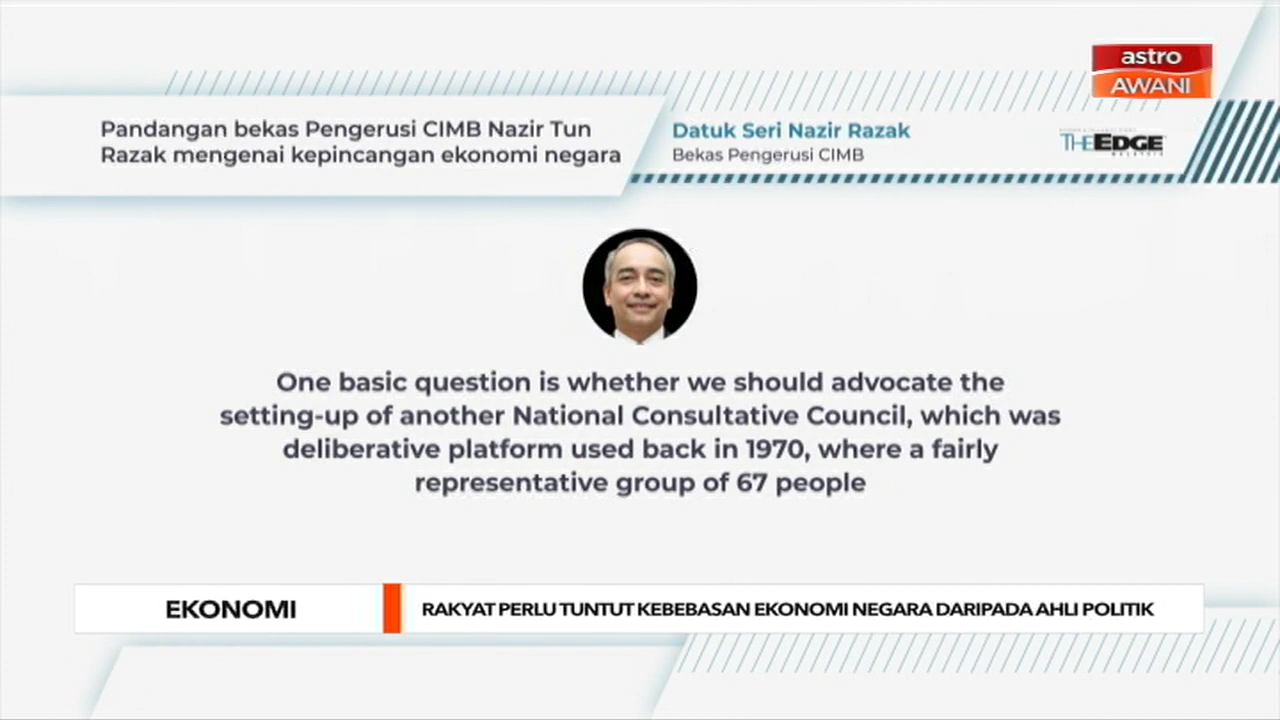 astro
AWANI
Pandangan bekas Pengerusi CIMB Nazir Tun
Razak mengenai kepincangan ekonomi negara
Datuk Seri Nazir Razak
Bekas Pengerusi CIMB
THE EDGE
MALAYSIA
One basic question is whether we should advocate the
setting-up of another National Consultative Council, which was
deliberative platform used back in 1970, where a fairly
representative group of 67 people
EKONOMI
RAKYAT PERLU TUNTUT KEBEBASAN EKONOMI NEGARA DARIPADA AHLI POLITIK